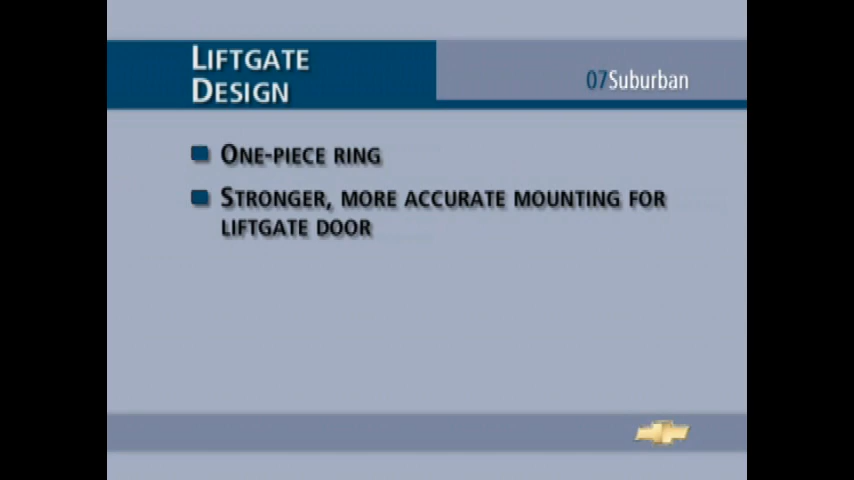 LIFTGATE
DESIGN
07Suburban
ONE-PIECE RING
STRONGER, MORE ACCURATE MOUNTING FOR
LIFTGATE DOOR